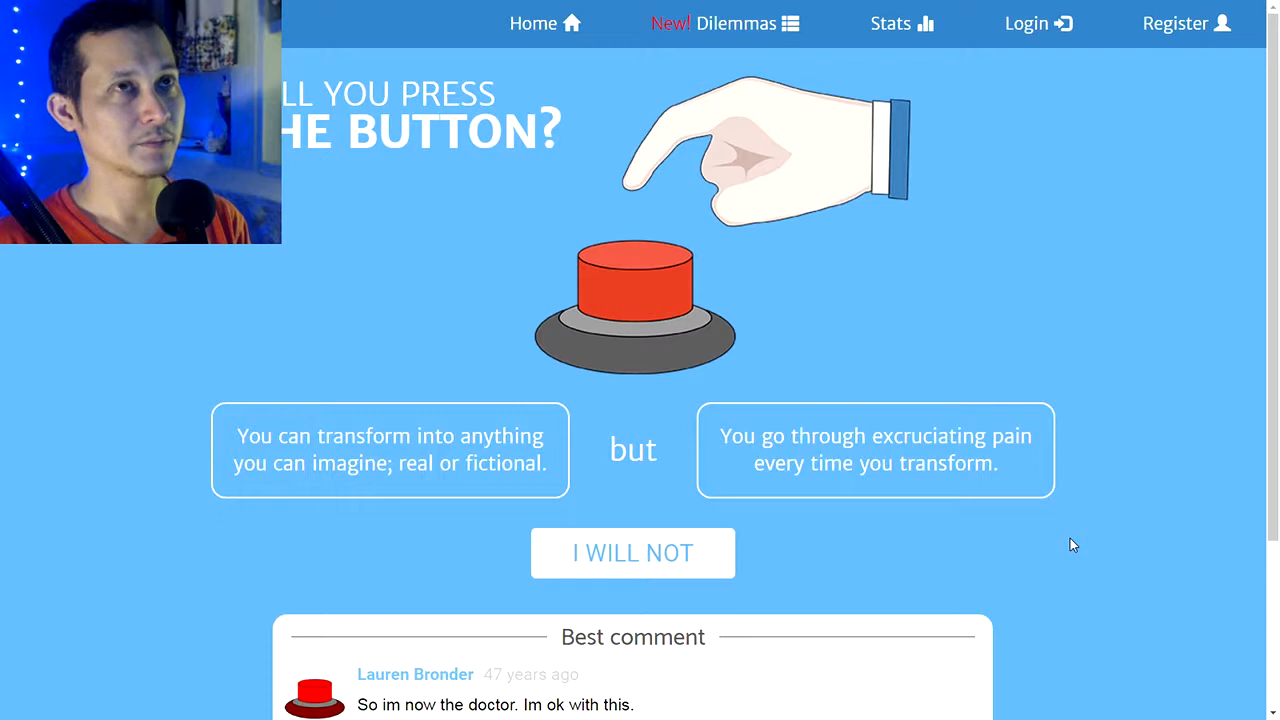 Home
New! Dilemmas
Stats
Login
Register
LL YOU PRESS
HE BUTTON?
You can transform into anything
you can imagine; real or fictional.
but
You go through excruciating pain
every time you transform.
I WILL NOT
Best comment
Lauren Bronder 47 years ago
So im now the doctor. Im ok with this.